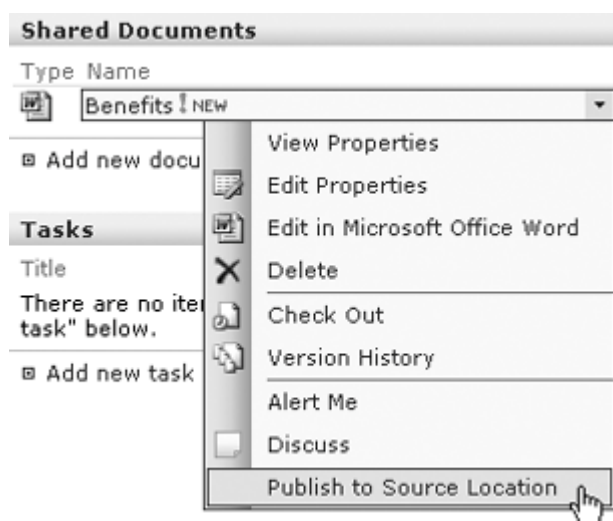 Shared Documents
Type Name
Benefits ! NEW
View Properties
Add new docu
Edit Properties
Edit in Microsoft Office Word
Tasks
Title
Delete
There are no ite
task" below.
Check Out
Version History
Add new task
Alert Me
Discuss
Publish to Source Location